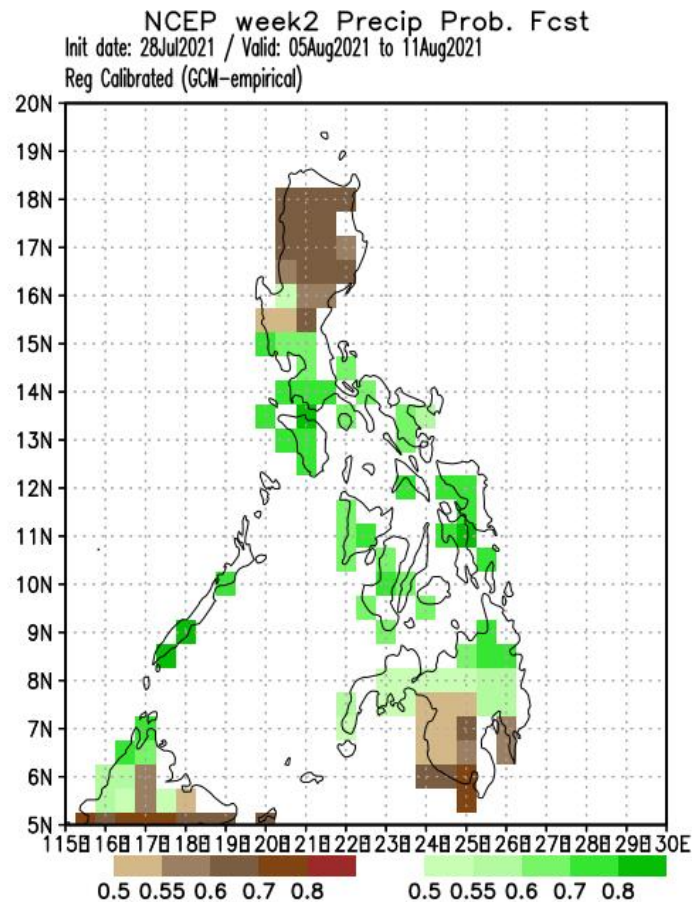 NCEP week2 Precip Prob. Fcst
Init date: 28Jul2021 / Valid: 05Aug2021 to 11Aug2021
Reg Calibrated (GCM-empirical)
20N
19N
18N
17N
16N
15N
14N
13N
12N
11N
10N
9N
8N
7N
6N
5N
115E 116E 117E 118E 119E 120E 121E 122E 123E 124E 125E 126E 127E 128E 129E 130E
0.5 0.55 0.6 0.7 0.8 0.5 0.55 0.6 0.7 0.8